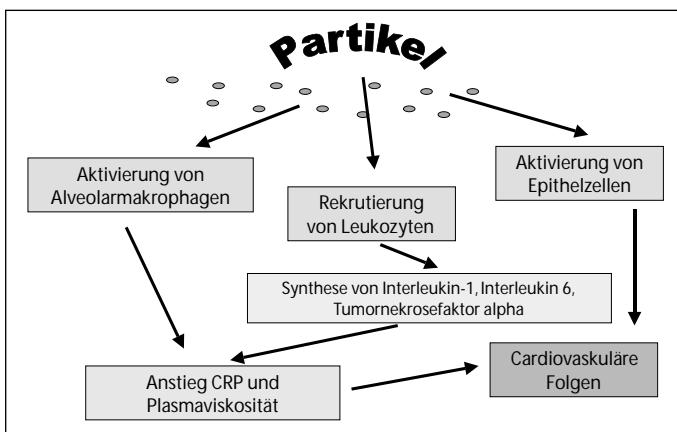 Partikel
Aktivierung von
Alveolarmakrophagen
Rekrutierung
von Leukozyten
Aktivierung von
Epithelzellen
Synthese von Interleukin-1, Interleukin 6,
Tumornekrosefaktor alpha
Anstieg CRP und
Plasmaviskosität
Cardiovaskuläre
Folgen